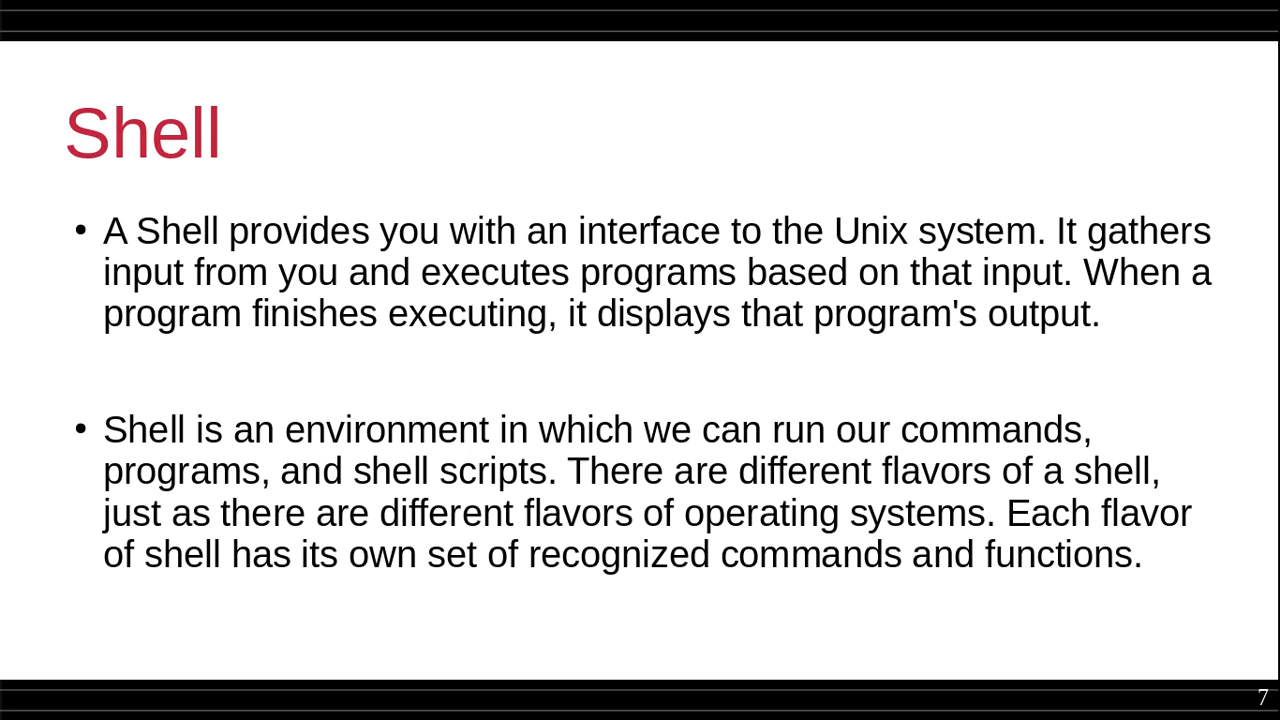 Shell
• A Shell provides you with an interface to the Unix system. It gathers
input from you and executes programs based on that input. When a
program finishes executing, it displays that program's output.
• Shell is an environment in which we can run our commands,
programs, and shell scripts. There are different flavors of a shell,
just as there are different flavors of operating systems. Each flavor
of shell has its own set of recognized commands and functions.
7